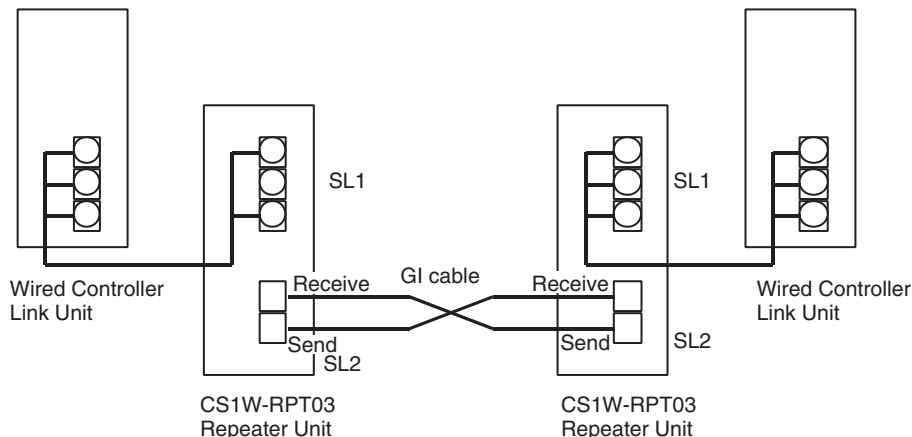 SL1
SL1
Wired Controller
Link Unit
Receive
GI cable
Receive
Wired Controller
Link Unit
Send
SL2
Send
SL2
CS1W-RPT03
Repeater Unit
CS1W-RPT03
Repeater Unit